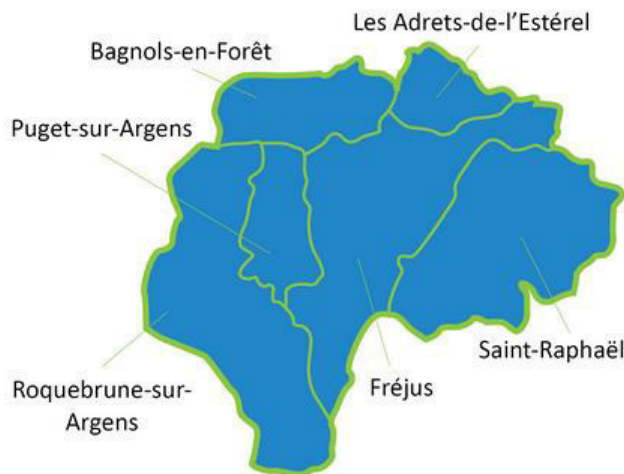 Les Adrets-de-l’Estérel
Bagnols-en-Forêt
Puget-sur-Argens
Saint-Raphaël
Fréjus
Roquebrune-sur-
Argens